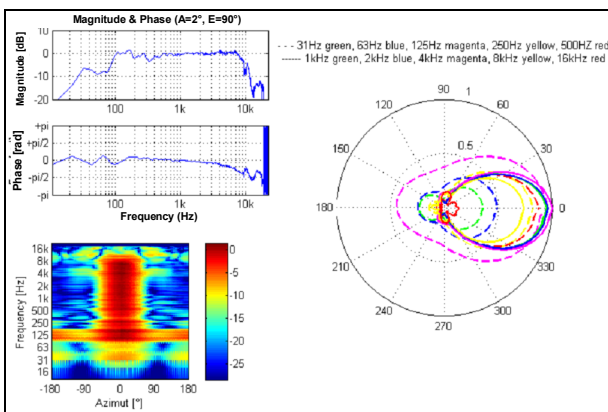 Magnitude & Phase (A=2°, E=90°)
Magnitude [dB]
10
0
-10
-20
100
1k
10k
Phase [rad]
+pi
+pi/2
0
-pi/2
-pi
100
1k
10k
Frequency (Hz)
31Hz green, 63Hz blue, 125Hz magenta, 250Hz yellow, 500HZ red
1kHz green, 2kHz blue, 4kHz magenta, 8kHz yellow, 16kHz red
90
1
120
60
150
0.5
30
180
0
210
330
240
300
270
Frequency [Hz]
16k
8k
4k
2k
1k
500
250
125
63
31
16
-180
-90
0
90
180
Azimut [°]
0
-5
-10
-15
-20
-25